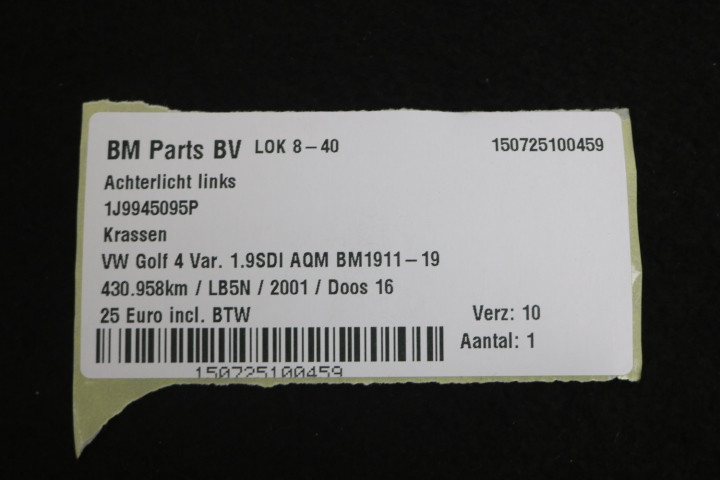 BM Parts BV LOK 8-40 150725100459
Achterlicht links
1J9945095P
Krassen
VW Golf 4 Var. 1.9SDI AQM BM1911-19
430.958km / LB5N / 2001 / Doos 16
25 Euro incl. BTW Verz: 10
Aantal: 1
150725100459